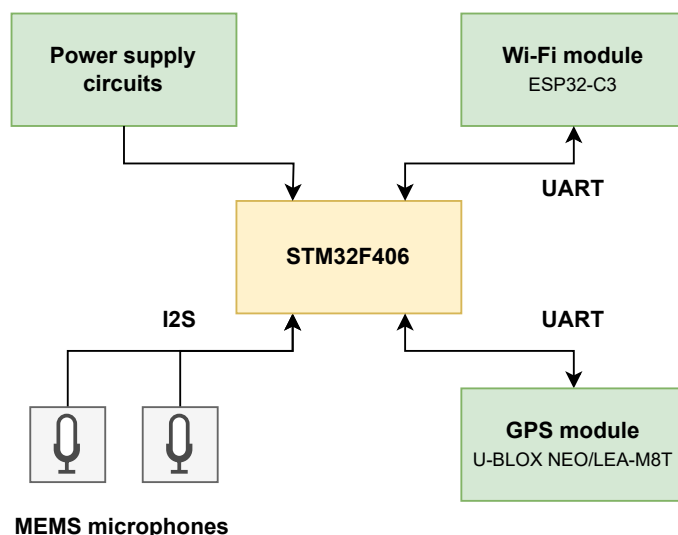 Power supply
circuits
Wi-Fi module
ESP32-C3
UART
STM32F406
I2S
UART
GPS module
U-BLOX NEO/LEA-M8T
MEMS microphones